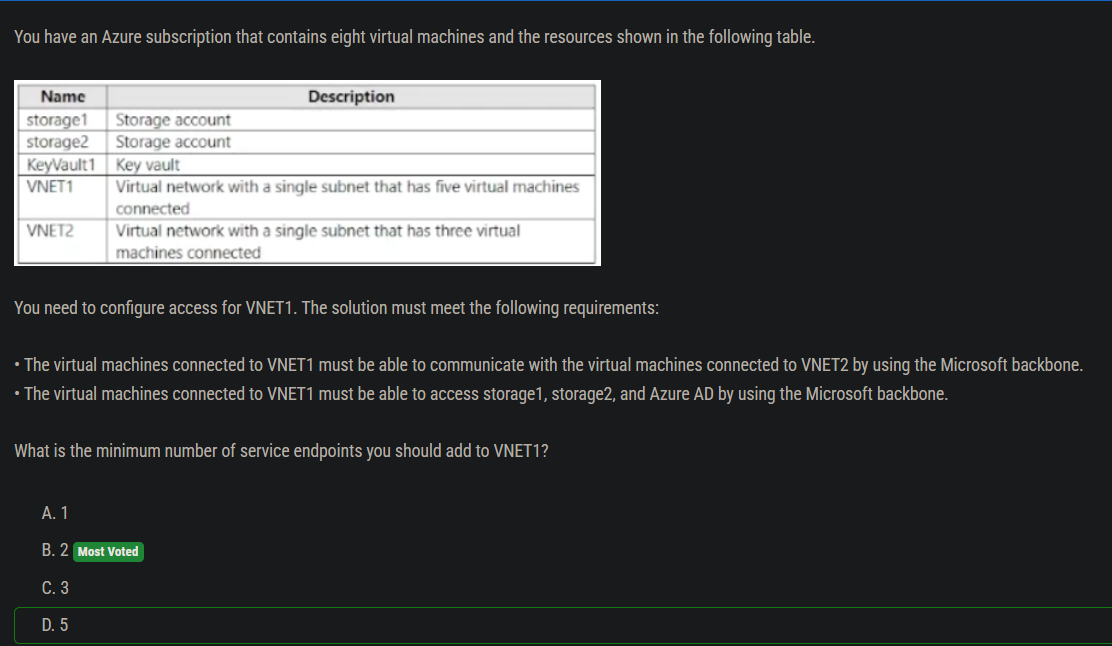 You have an Azure subscription that contains eight virtual machines and the resources shown in the following table.
Name Description
storage1 Storage account
storage2 Storage account
KeyVault1 Key vault
VNET1 Virtual network with a single subnet that has five virtual machines
connected
VNET2 Virtual network with a single subnet that has three virtual
machines connected
You need to configure access for VNET1. The solution must meet the following requirements:
• The virtual machines connected to VNET1 must be able to communicate with the virtual machines connected to VNET2 by using the Microsoft backbone.
• The virtual machines connected to VNET1 must be able to access storage1, storage2, and Azure AD by using the Microsoft backbone.
What is the minimum number of service endpoints you should add to VNET1?
A. 1
B. 2 Most Voted
C. 3
D. 5